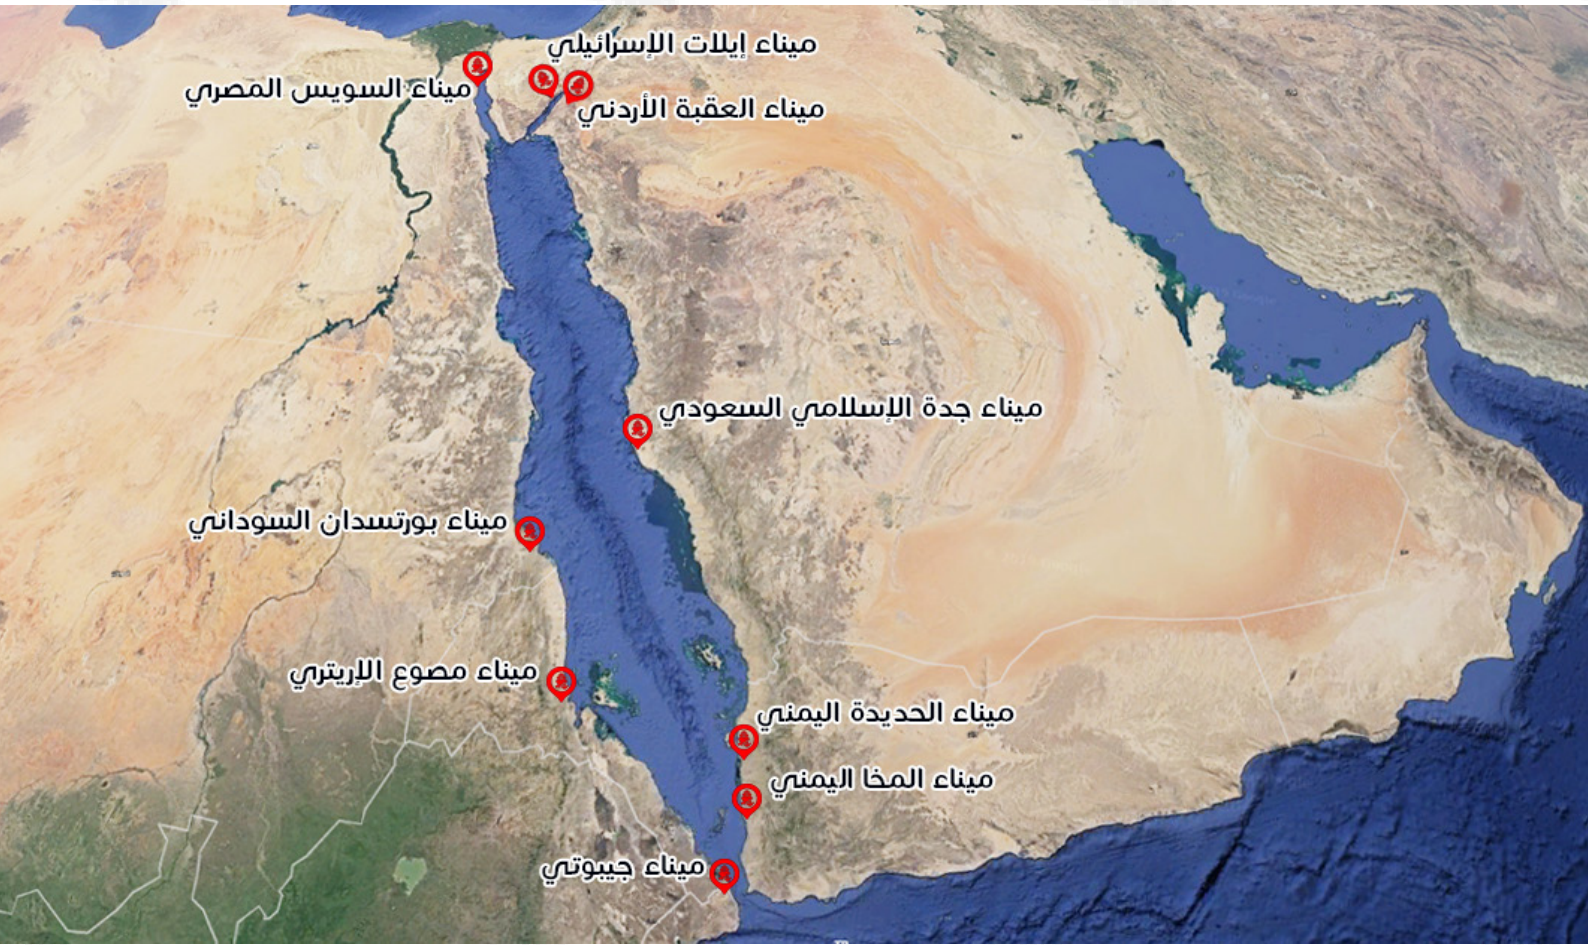 ميناء إيلات الإسرائيلي
ميناء السويس المصري
ميناء العقبة الأردني
ميناء جدة الإسلامي السعودي
ميناء بورتسدان السوداني
ميناء مصوع الإريتري
ميناء الحديدة اليمني
ميناء المخا اليمني
ميناء جيبوتي